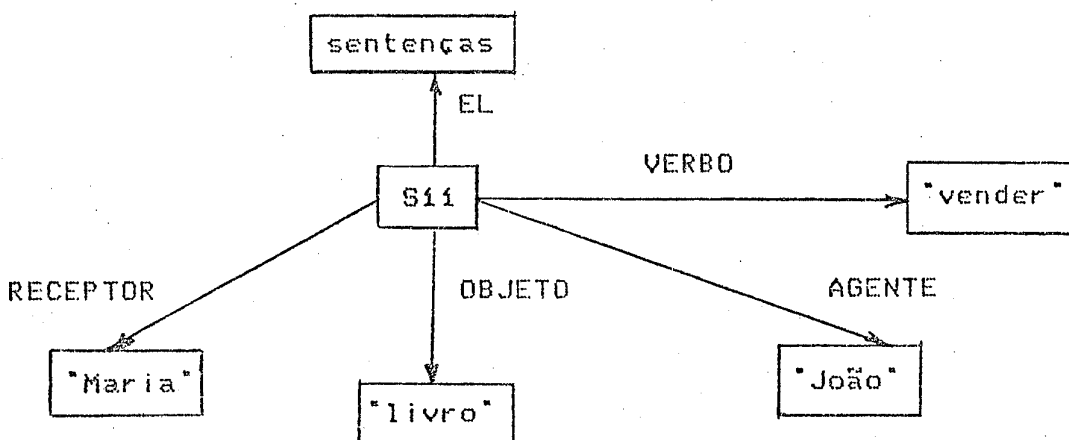 sentenças
EL
VERBO
S11
"vender"
RECEPTOR
OBJETO
AGENTE
"Maria"
"livro"
"João"